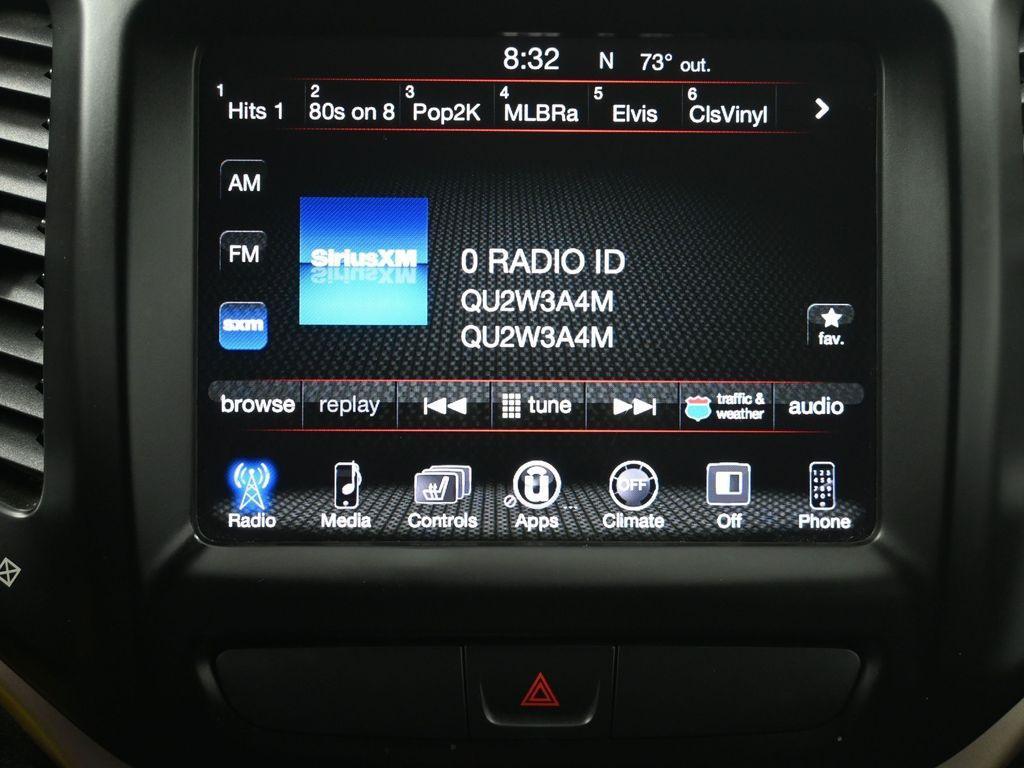 8:32 N 73° out.
1 Hits 1 2 80s on 8 3 Pop2K 4 MLBRa 5 Elvis 6 ClsVinyl
AM
FM
sxm
SiriusXM
0 RADIO ID
QU2W3A4M
QU2W3A4M
fav.
browse replay tune traffic & weather audio
OFF
Radio Media Controls Apps ... Climate Off Phone